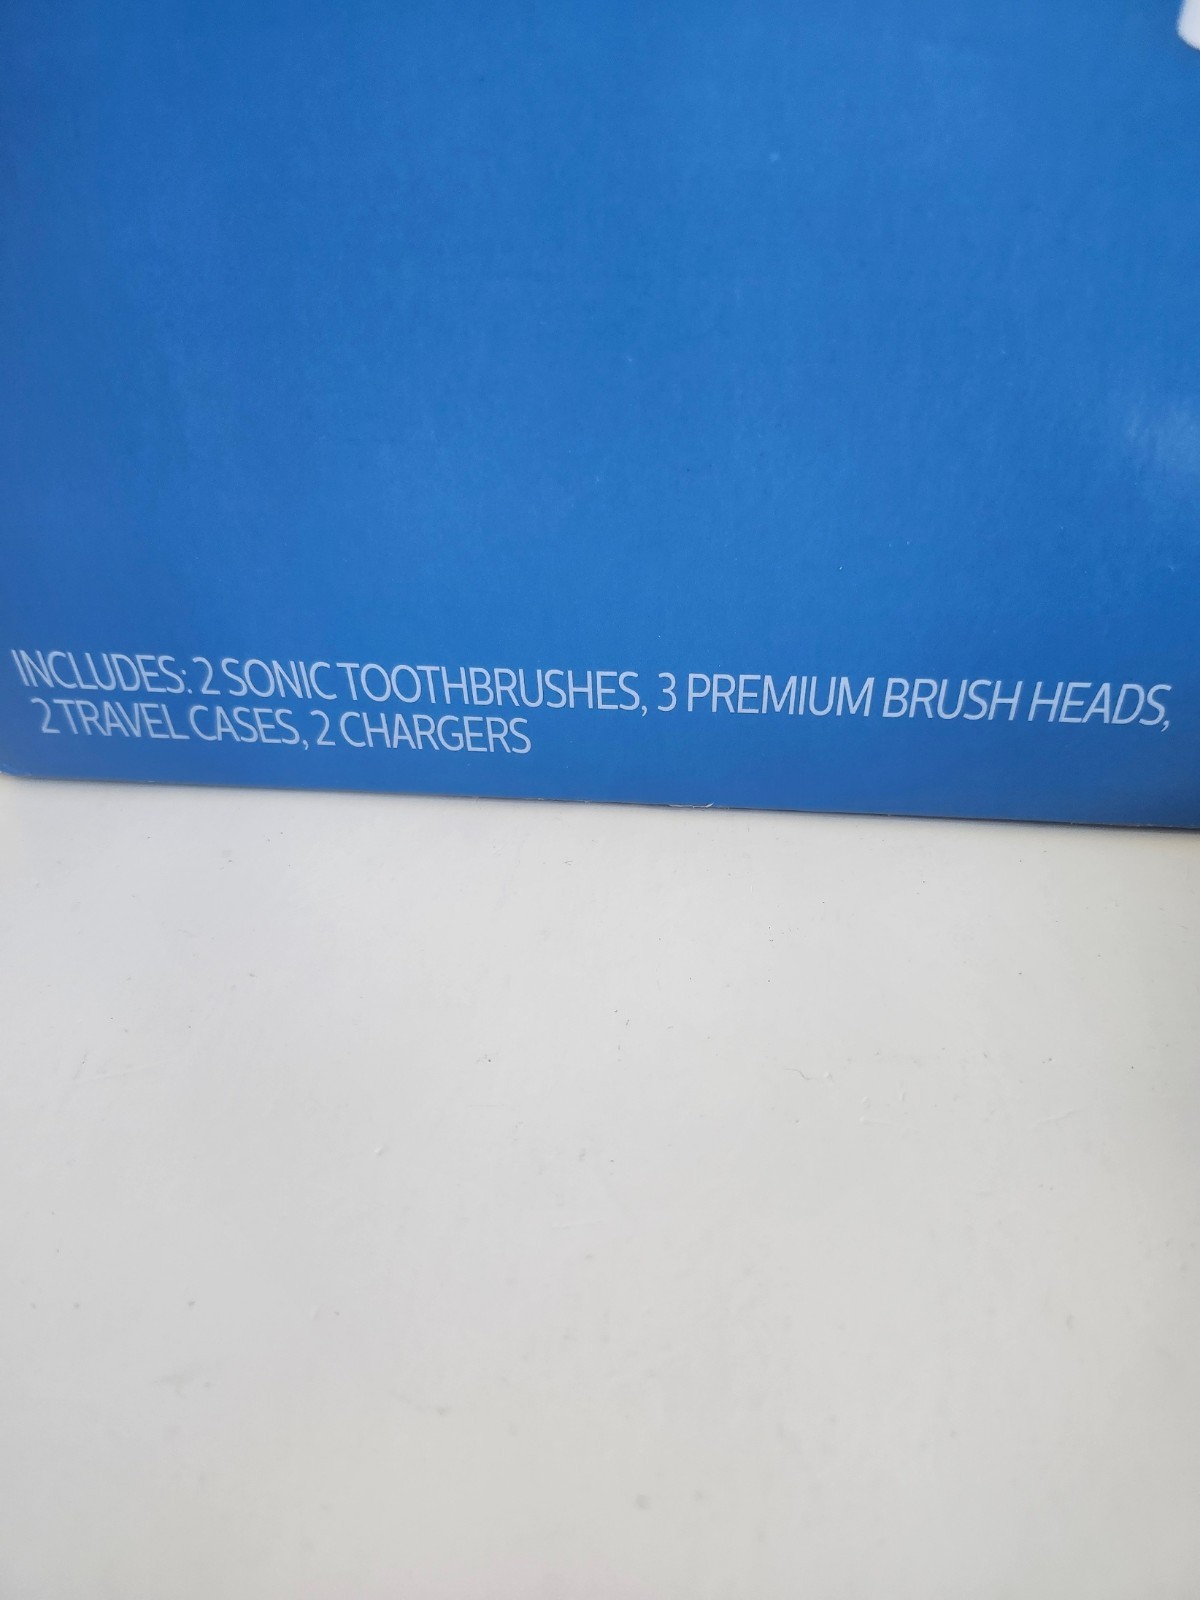 INCLUDES: 2 SONIC TOOTHBRUSHES, 3 PREMIUM BRUSH HEADS,
2 TRAVEL CASES, 2 CHARGERS